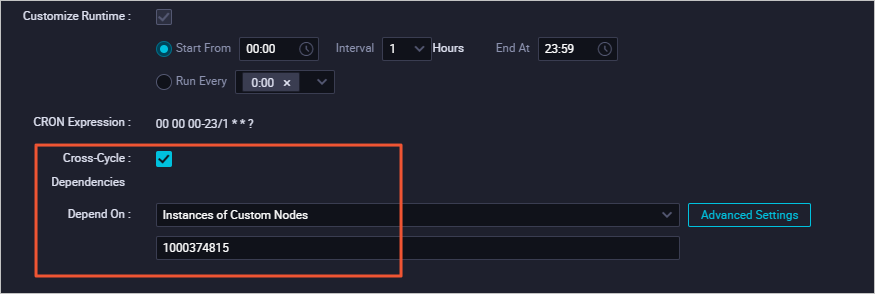 Customize Runtime :
Start From 00:00 Interval 1 Hours End At 23:59
Run Every 0:00 ×
CRON Expression : 00 00 00-23/1 * * ?
Cross-Cycle :
Dependencies
Depend On : Instances of Custom Nodes Advanced Settings
1000374815